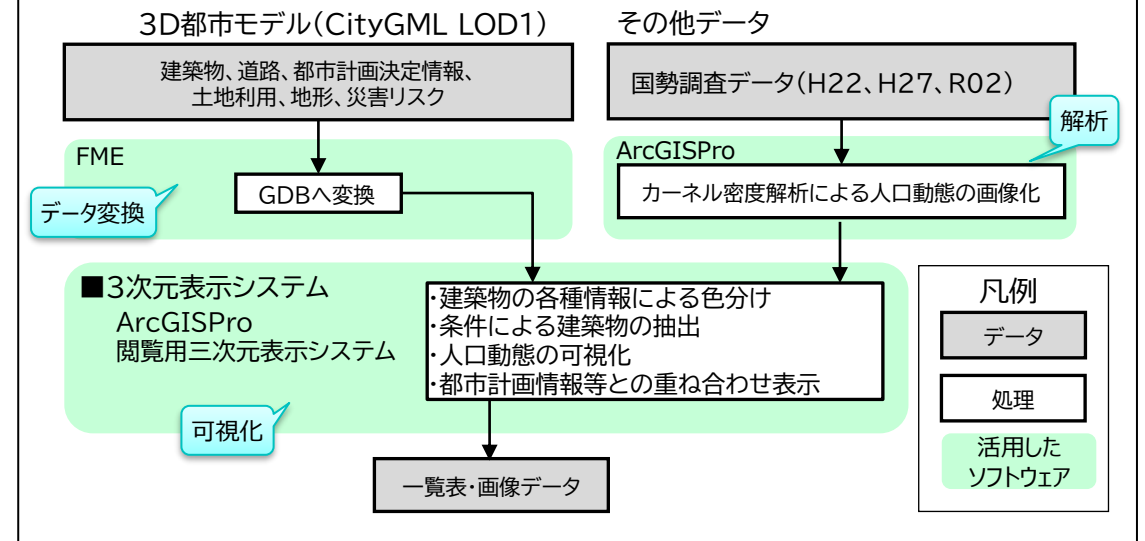 3D都市モデル（CityGML LOD1）
建築物、道路、都市計画決定情報、
土地利用、地形、災害リスク
その他データ
国勢調査データ（H22、H27、R02）
解析
FME
GDBへ変換
データ変換
ArcGISPro
カーネル密度解析による人口動態の画像化
■3次元表示システム
ArcGISPro
閲覧用三次元表示システム
・建築物の各種情報による色分け
・条件による建築物の抽出
・人口動態の可視化
・都市計画情報等との重ね合わせ表示
可視化
一覧表・画像データ
凡例
データ
処理
活用した
ソフトウェア